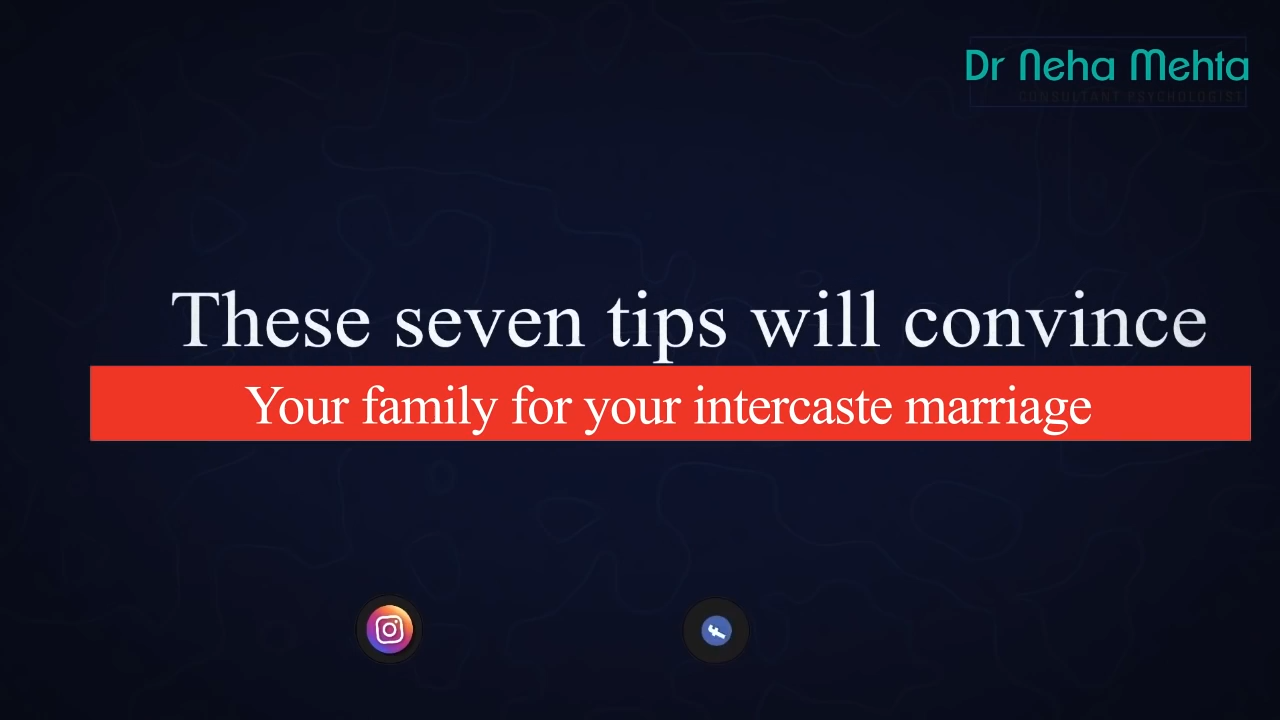 Dr Neha Mehta
CONSULTANT PSYCHOLOGIST
These seven tips will convince
Your family for your intercaste marriage